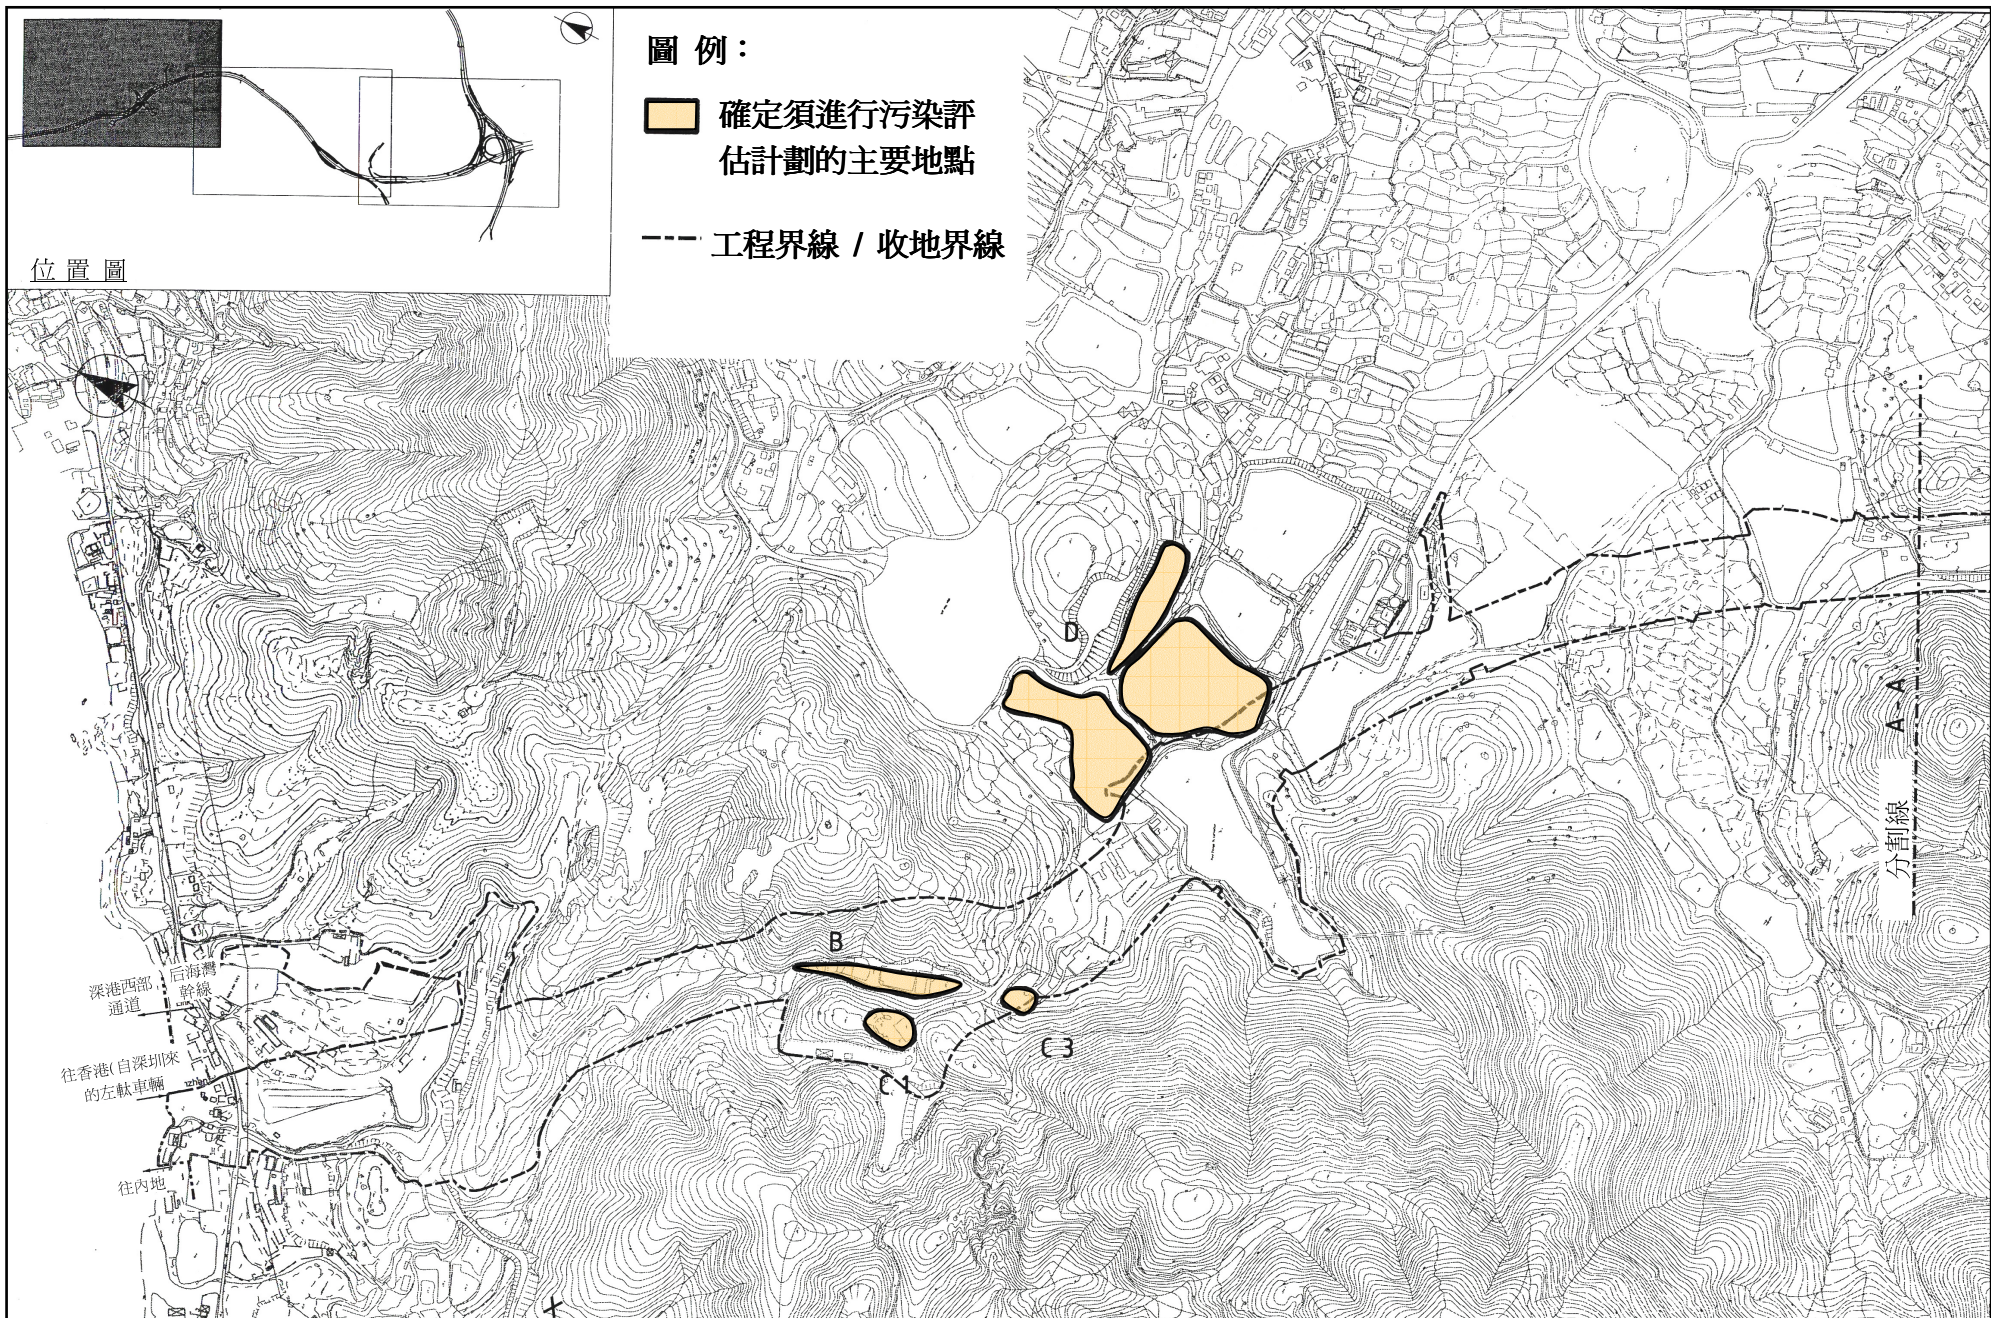 位置圖
圖 例：
確定須進行污染評
估計劃的主要地點
工程界線 / 收地界線
D
B
C1
C3
A-A
分割線
深港西部
通道
后海灣
幹線
往香港(自深圳來
的左軚車輛
往內地